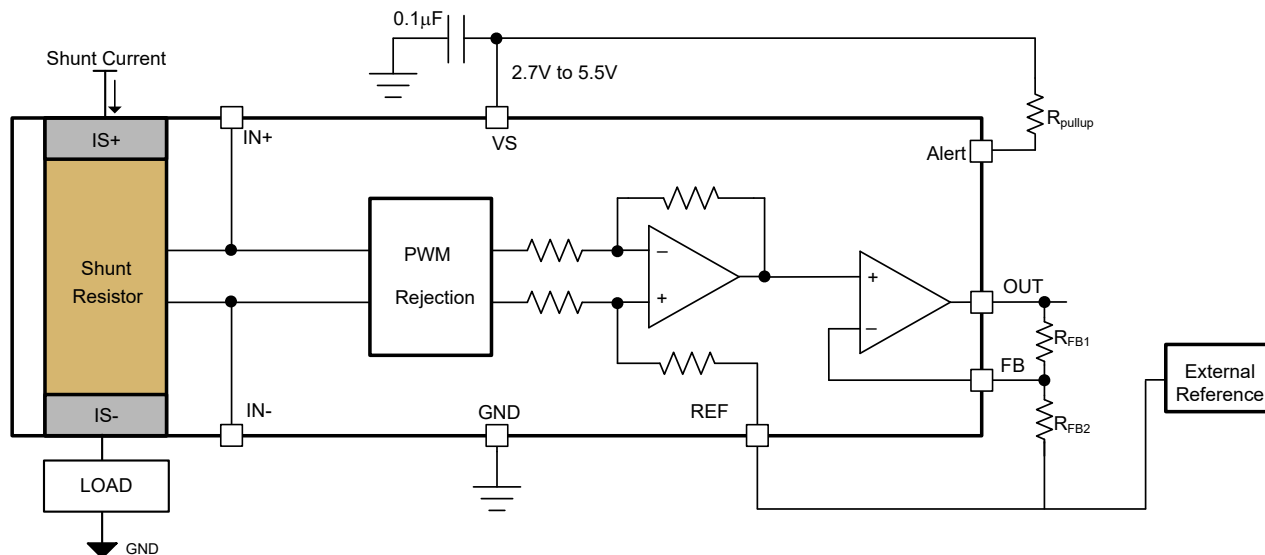 0.1μF
Shunt Current
2.7V to 5.5V
Rpullup
IS+
IN+
VS
Alert
PWM
Rejection
Shunt
Resistor
−
+
+
−
OUT
RFB1
FB
External
Reference
IS-
IN-
GND
REF
RFB2
LOAD
GND